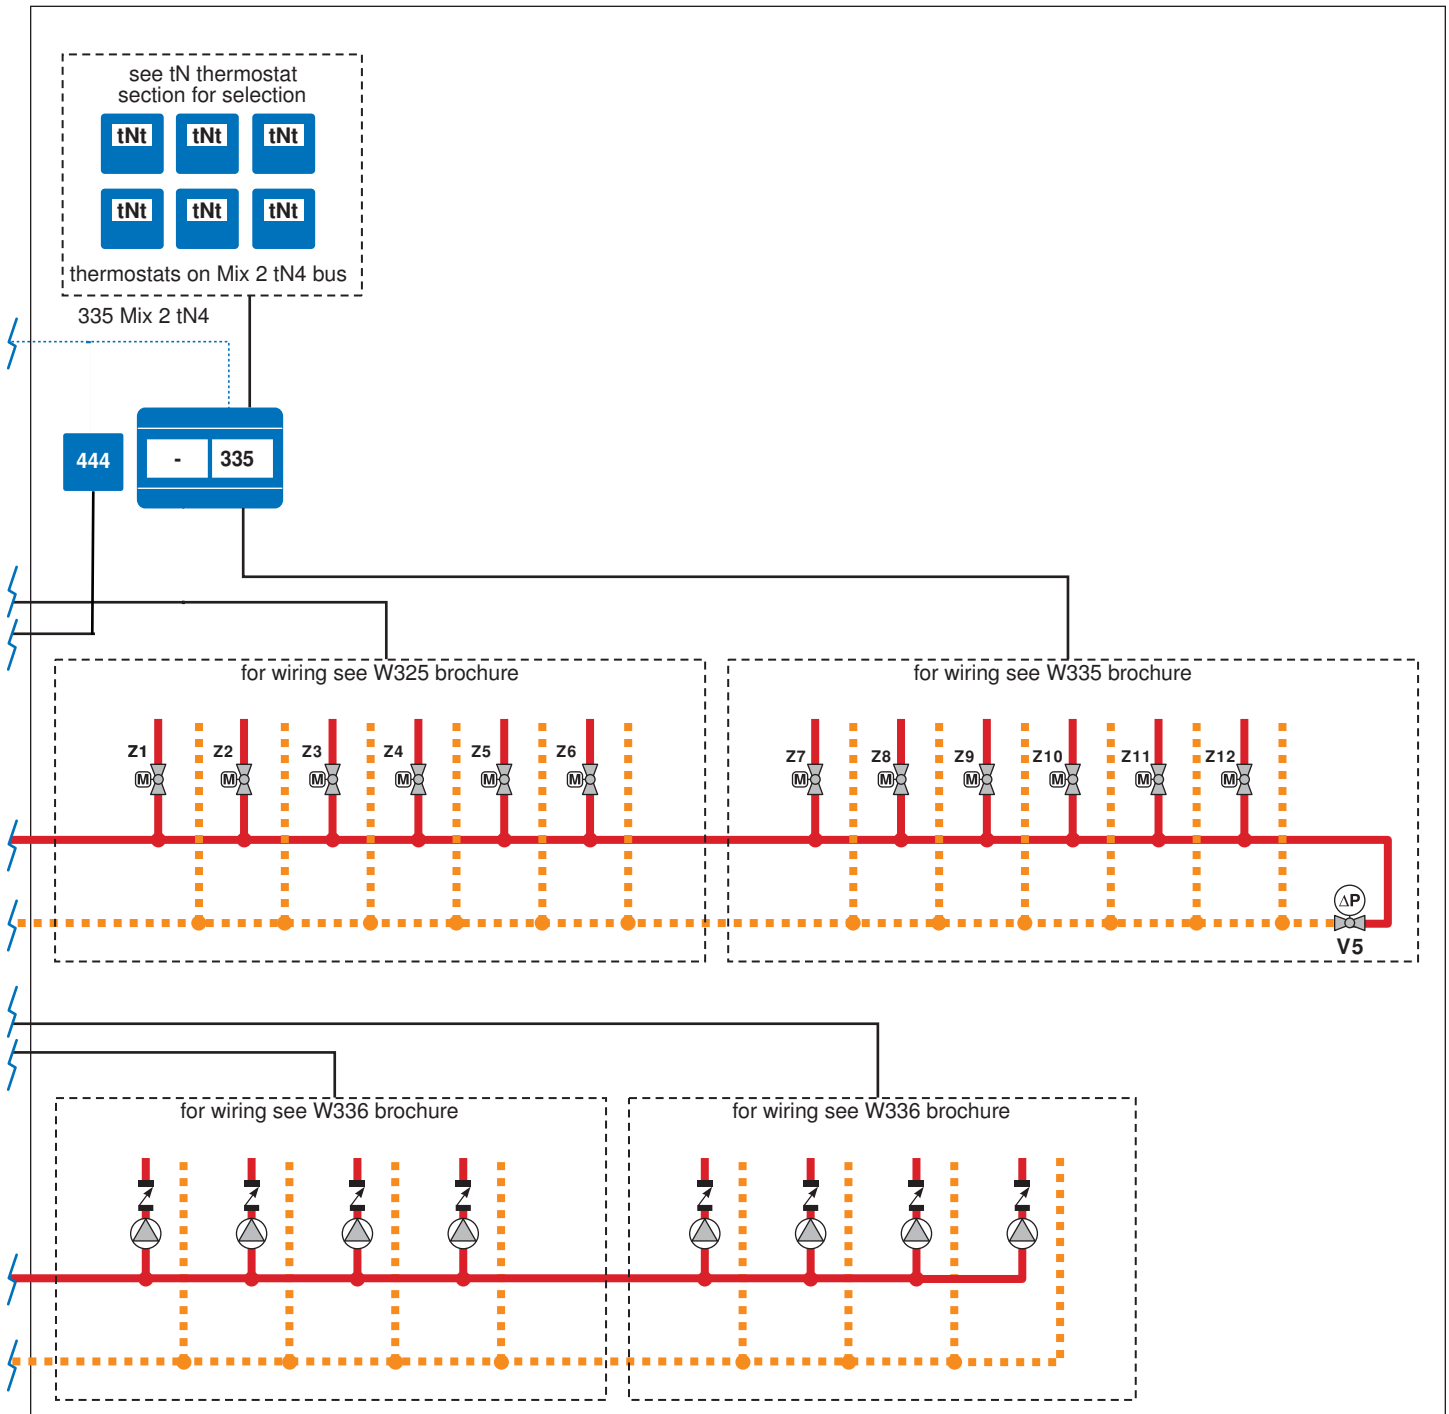 see tN thermostat
section for selection
tNt tNt tNt
tNt tNt tNt
thermostats on Mix 2 tN4 bus
335 Mix 2 tN4
444
- 335
for wiring see W325 brochure
for wiring see W335 brochure
Z1 Z2 Z3 Z4 Z5 Z6
Z7 Z8 Z9 Z10 Z11 Z12
M M M M M M
M M M M M M
ΔP
V5
for wiring see W336 brochure
for wiring see W336 brochure